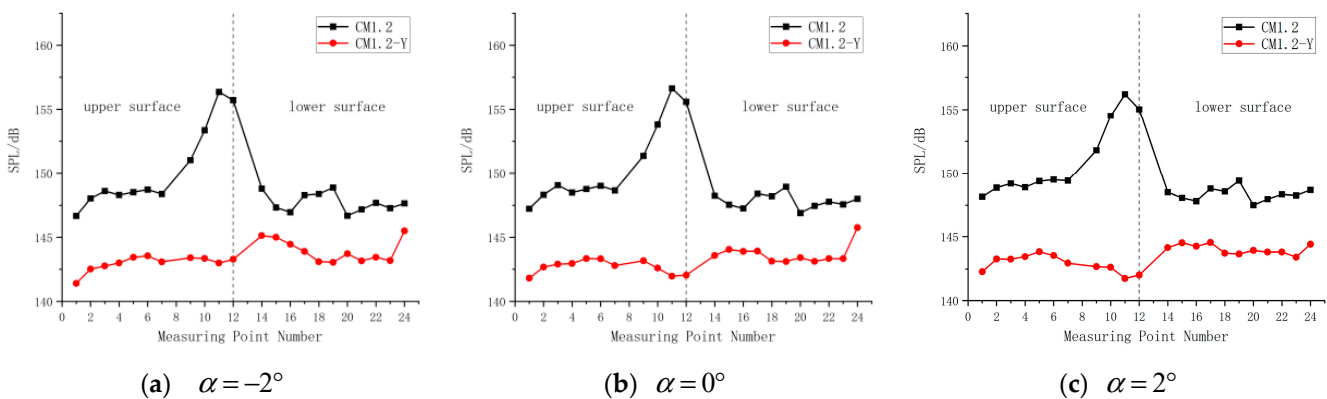 CM1.2
CM1.2-Y
160
155
150
145
140
SPL/dB
upper surface
lower surface
0 2 4 6 8 10 12 14 16 18 20 22 24
Measuring Point Number
(a) α = −2°
CM1.2
CM1.2-Y
160
155
150
145
140
SPL/dB
upper surface
lower surface
0 2 4 6 8 10 12 14 16 18 20 22 24
Measuring Point Number
(b) α = 0°
CM1.2
CM1.2-Y
160
155
150
145
140
SPL/dB
upper surface
lower surface
0 2 4 6 8 10 12 14 16 18 20 22 24
Measuring Point Number
(c) α = 2°